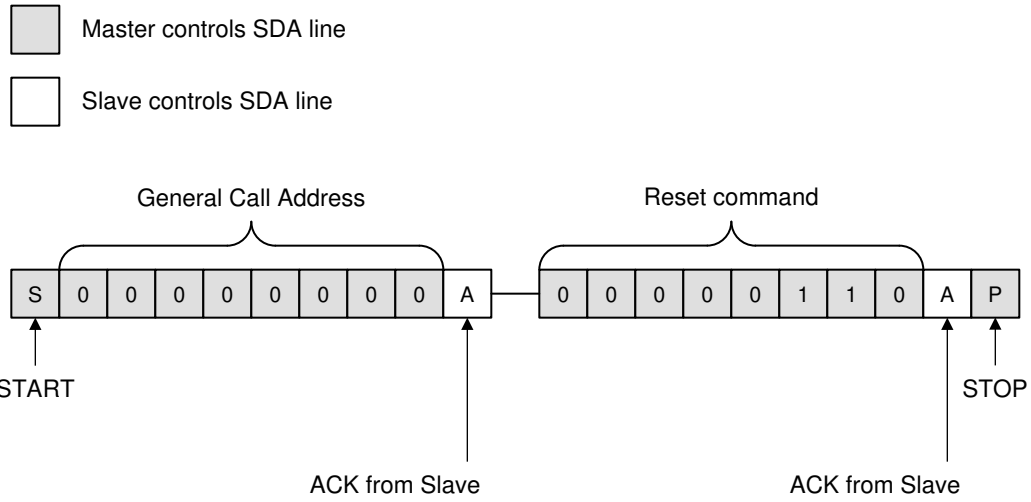 Master controls SDA line
Slave controls SDA line
General Call Address
Reset command
S 0 0 0 0 0 0 0 0 A 0 0 0 0 0 1 1 0 A P
START
STOP
ACK from Slave
ACK from Slave